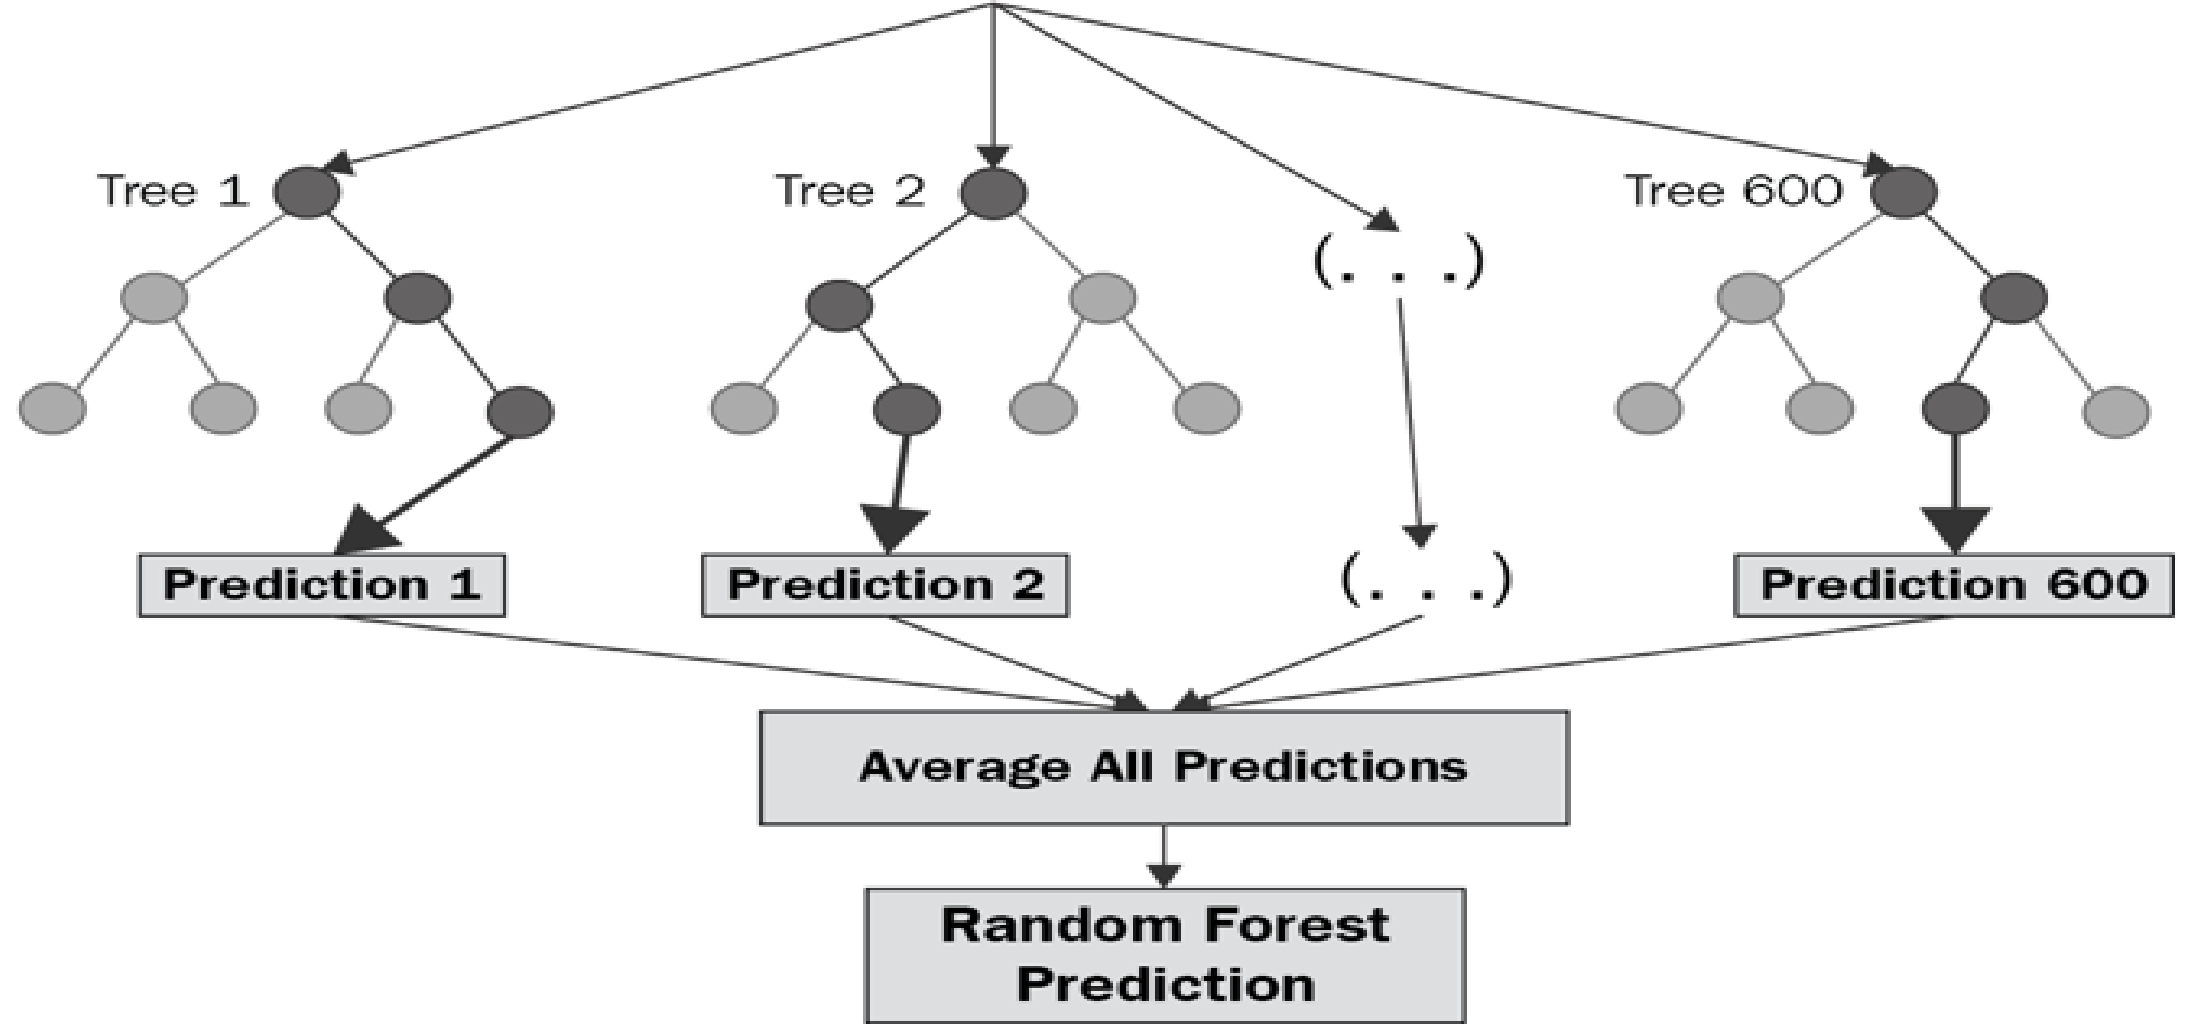 Tree 1
Tree 2
(. . .)
Tree 600
Prediction 1
Prediction 2
(. . .)
Prediction 600
Average All Predictions
Random Forest
Prediction